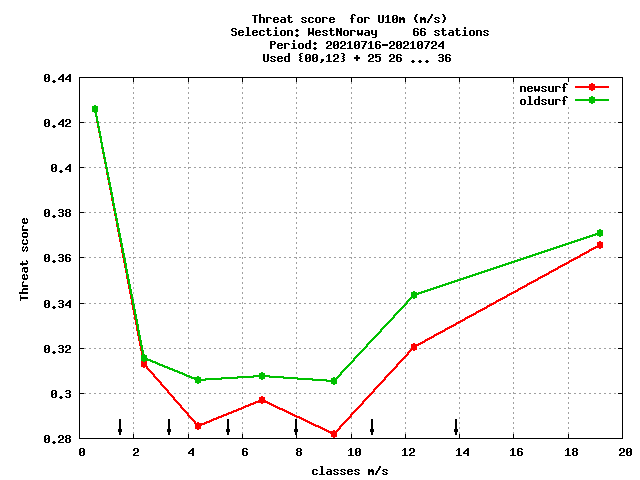 Threat score for U10m (m/s)
Selection: WestNorway 66 stations
Period: 20210716-20210724
Used {00,12} + 25 26 ... 36
newsurf
oldsurf
0.44
0.42
0.4
0.38
0.36
0.34
0.32
0.3
0.28
Threat score
0 2 4 6 8 10 12 14 16 18 20
classes m/s